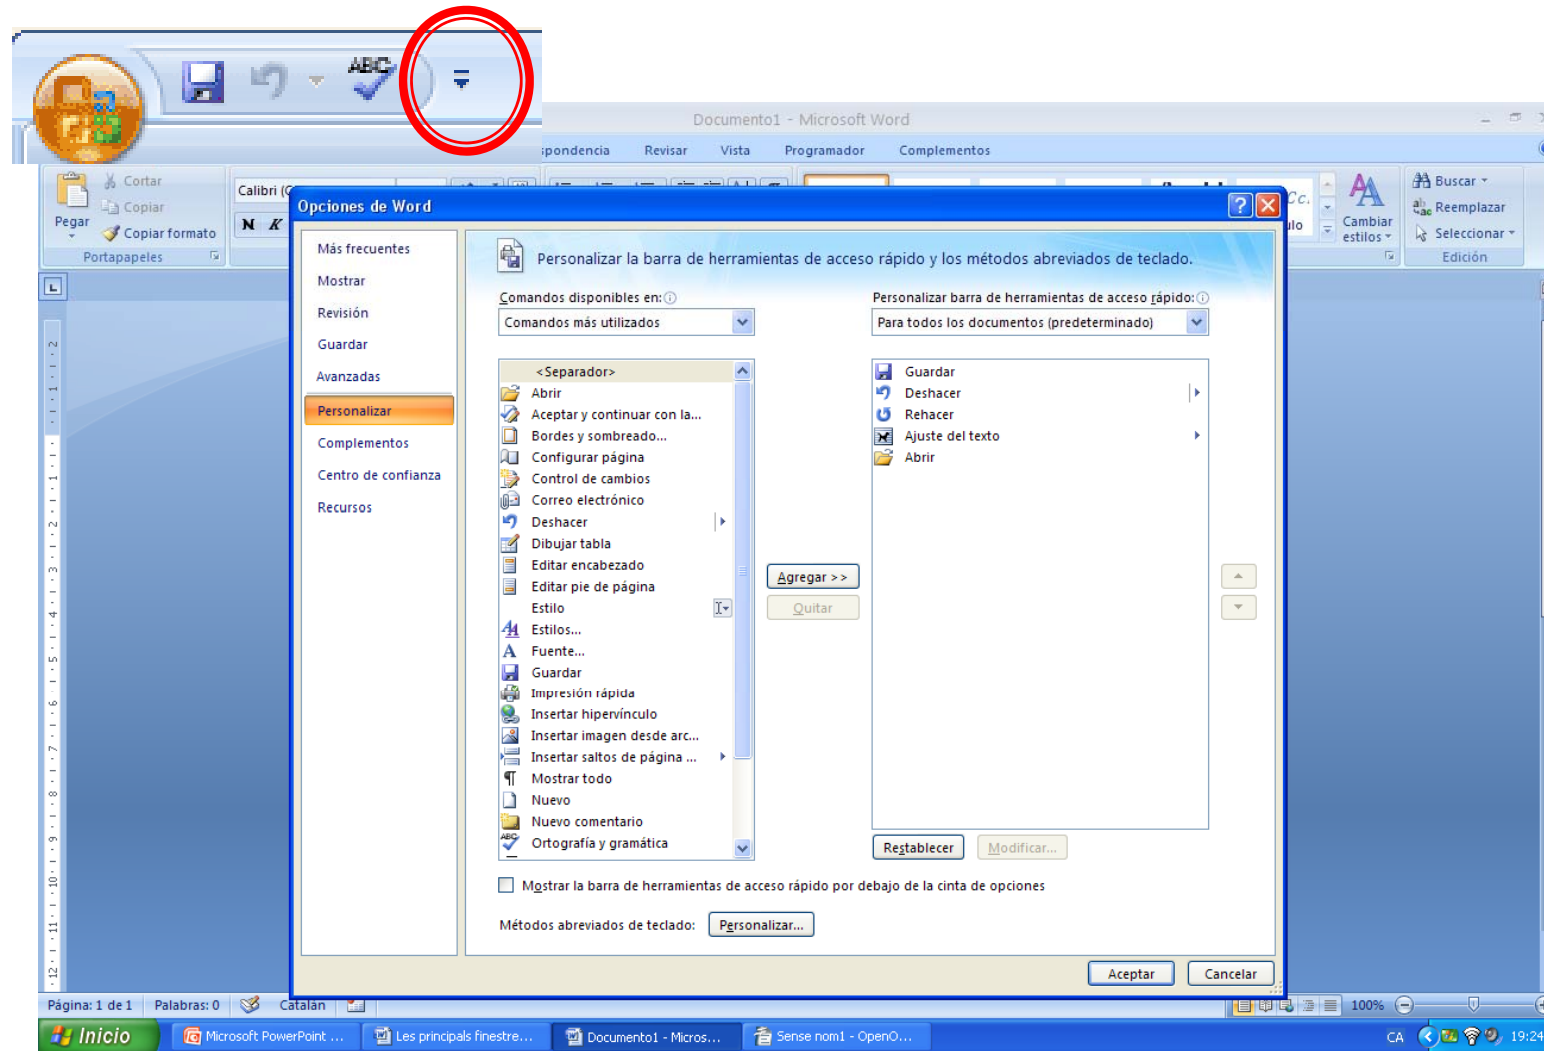 ABC
Documento1 - Microsoft Word
Revisar Vista Programador Complementos
Cortar
Copiar
Copiar formato
Pegar
Portapapeles
Calibri
N K
Cambiar
estilos
Buscar
Reemplazar
Seleccionar
Edición
Opciones de Word
Más frecuentes
Mostrar
Revisión
Guardar
Avanzadas
Personalizar
Complementos
Centro de confianza
Recursos
Personalizar la barra de herramientas de acceso rápido y los métodos abreviados de teclado.
Comandos disponibles en:
Comandos más utilizados
<Separador>
Abrir
Aceptar y continuar con la...
Bordes y sombreado...
Configurar página
Control de cambios
Correo electrónico
Deshacer
Dibujar tabla
Editar encabezado
Editar pie de página
Estilo
Estilos...
Fuente...
Guardar
Impresión rápida
Insertar hipervínculo
Insertar imagen desde arc...
Insertar saltos de página ...
Mostrar todo
Nuevo
Nuevo comentario
Ortografía y gramática
Agregar >>
Quitar
Personalizar barra de herramientas de acceso rápido:
Para todos los documentos (predeterminado)
Guardar
Deshacer
Rehacer
Ajuste del texto
Abrir
Restablecer
Modificar...
Mostrar la barra de herramientas de acceso rápido por debajo de la cinta de opciones
Métodos abreviados de teclado:
Personalizar...
Aceptar
Cancelar
Página: 1 de 1 Palabras: 0 Catalán 100%
Inicio Microsoft PowerPoint ... Les principals finestre... Documento1 - Micros... Sense nom1 - OpenO... CA 19:24